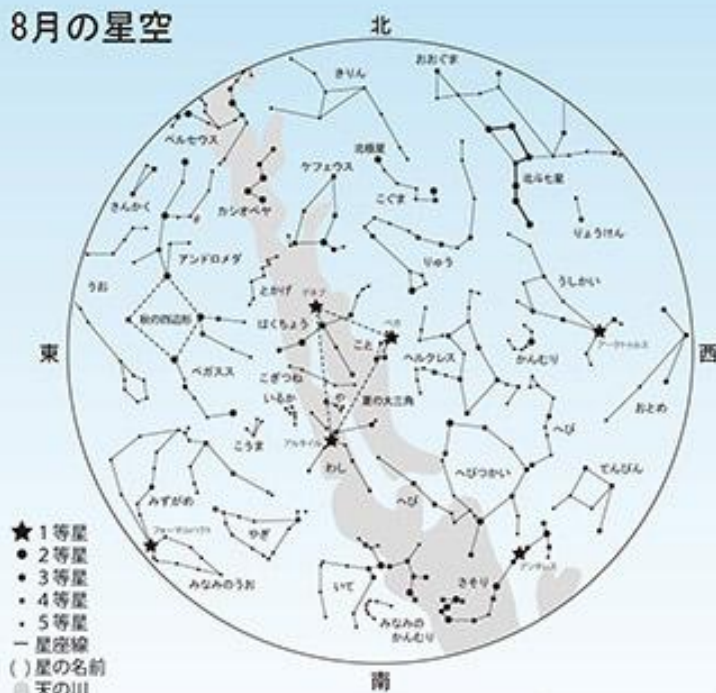 8月の星空
北
おおぐま
きりん
ペルセウス
北極星
ケフェウス
北斗七星
こぐま
さんかく
カシオペヤ
りょうけん
りゅう
アンドロメダ
うしかい
うお
とかげ
デネブ
秋の四辺形
はくちょう
ベガ
アークトゥルス
東
こと
ヘルクレス
かんむり
西
ペガスス
こぎつね
いるか
や
夏の大三角
おとめ
こうま
アルタイル
へび
わし
へびつかい
てんびん
みずがめ
へび
フォーマルハウト
やぎ
アンタレス
みなみのうお
いて
さそり
みなみの
かんむり
南
★1等星
●2等星
●3等星
・4等星
・5等星
ー 星座線
( )星の名前
天の川